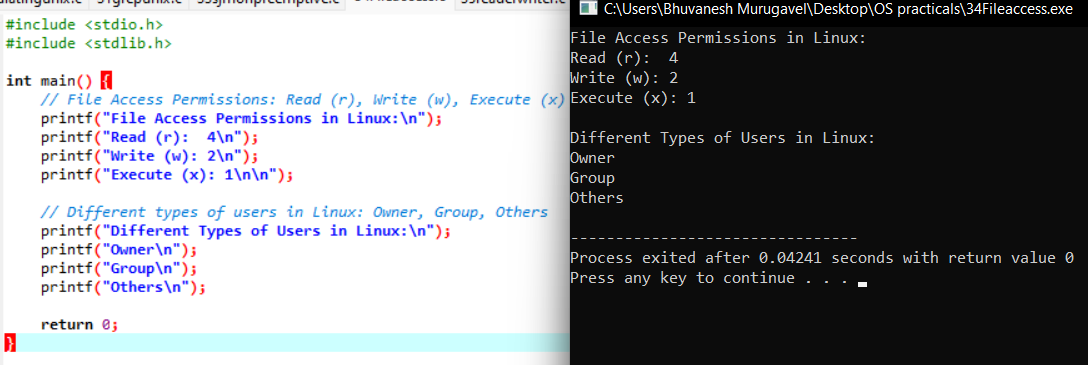 31grepunix.c
#include <stdio.h>
#include <stdlib.h>
int main() {
// File Access Permissions: Read (r), Write (w), Execute (x)
printf("File Access Permissions in Linux:\n");
printf("Read (r):  4\n");
printf("Write (w): 2\n");
printf("Execute (x): 1\n\n");
// Different types of users in Linux: Owner, Group, Others
printf("Different Types of Users in Linux:\n");
printf("Owner\n");
printf("Group\n");
printf("Others\n");
return 0;
}
C:\Users\Bhuvanesh Murugavel\Desktop\OS practicals\34Fileaccess.exe
File Access Permissions in Linux:
Read (r):  4
Write (w): 2
Execute (x): 1
Different Types of Users in Linux:
Owner
Group
Others
--------------------------------
Process exited after 0.04241 seconds with return value 0
Press any key to continue . . .